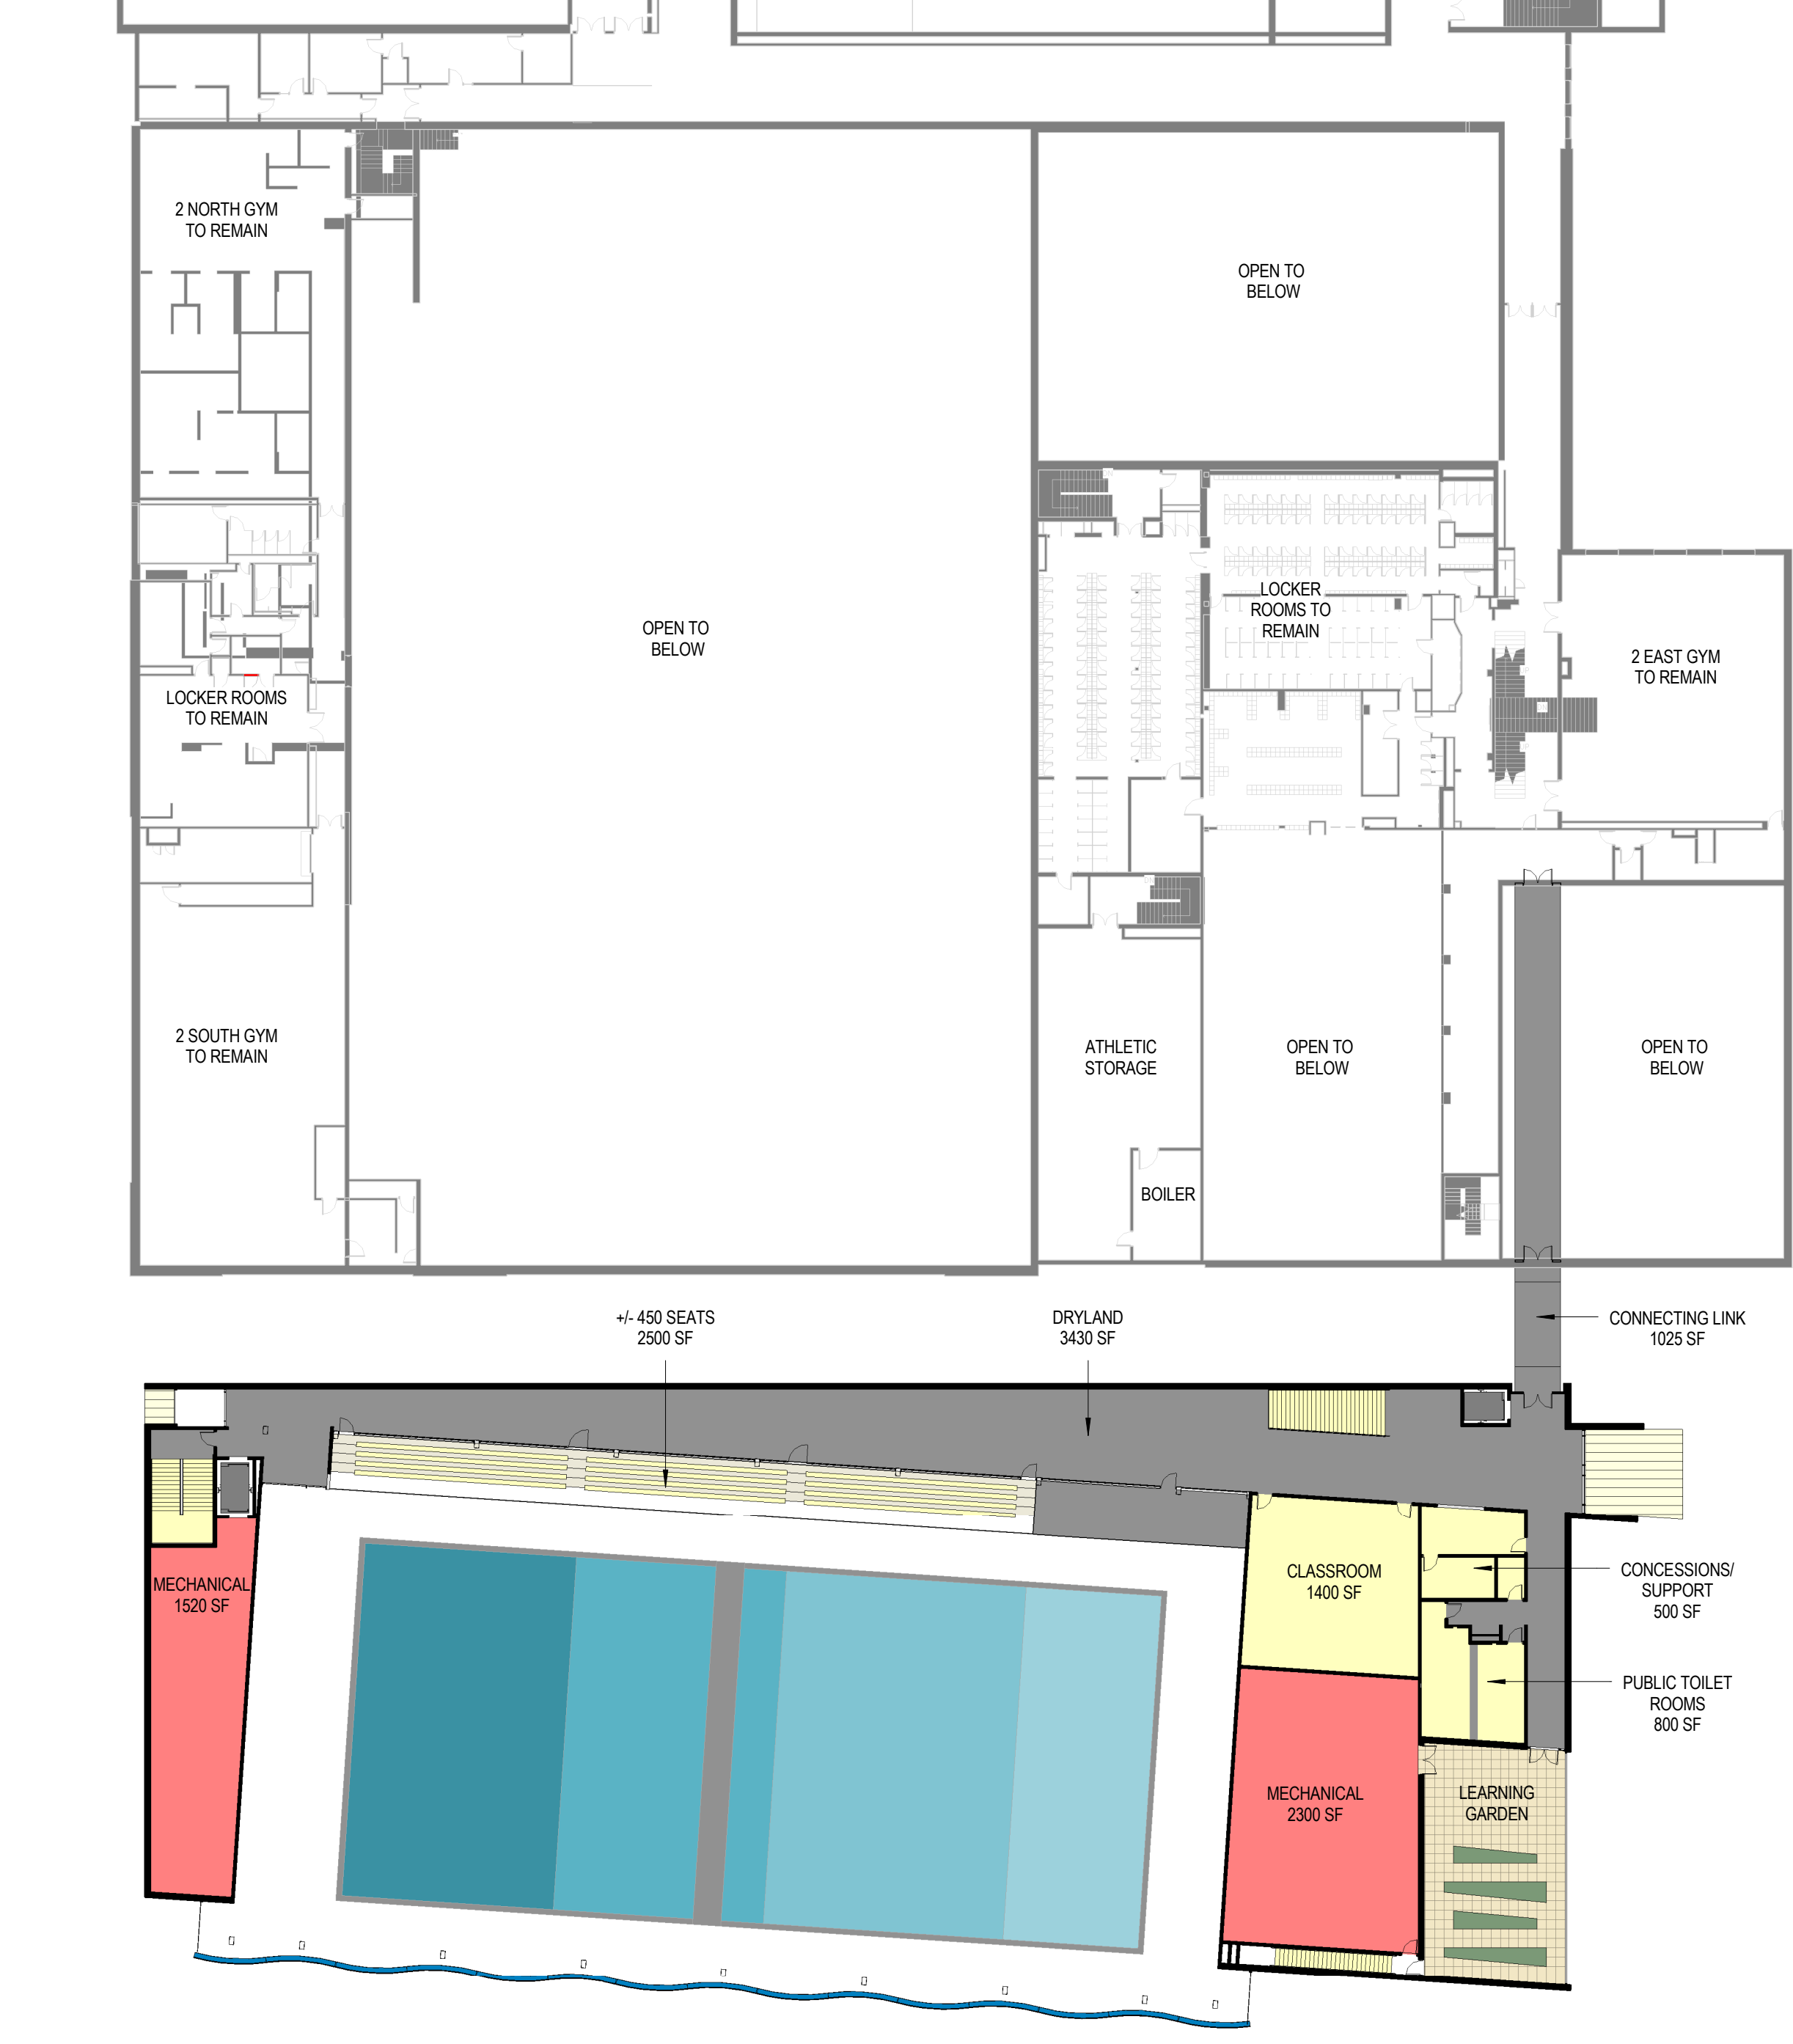 2 NORTH GYM
TO REMAIN
OPEN TO
BELOW
OPEN TO
BELOW
LOCKER
ROOMS TO
REMAIN
2 EAST GYM
TO REMAIN
LOCKER ROOMS
TO REMAIN
2 SOUTH GYM
TO REMAIN
ATHLETIC
STORAGE
OPEN TO
BELOW
OPEN TO
BELOW
BOILER
+/- 450 SEATS
2500 SF
DRYLAND
3430 SF
CONNECTING LINK
1025 SF
MECHANICAL
1520 SF
CLASSROOM
1400 SF
CONCESSIONS/
SUPPORT
500 SF
PUBLIC TOILET
ROOMS
800 SF
MECHANICAL
2300 SF
LEARNING
GARDEN